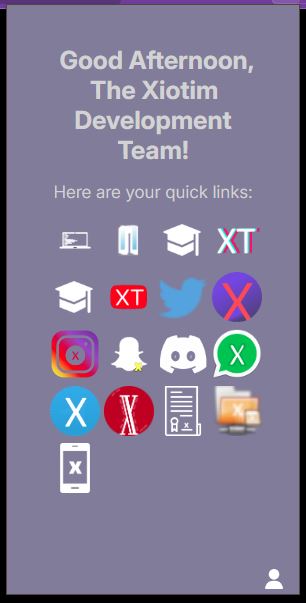 Good Afternoon,
The Xiotim
Development
Team!
Here are your quick links:
XT
XT
X
X
X
X
X
X
X
X